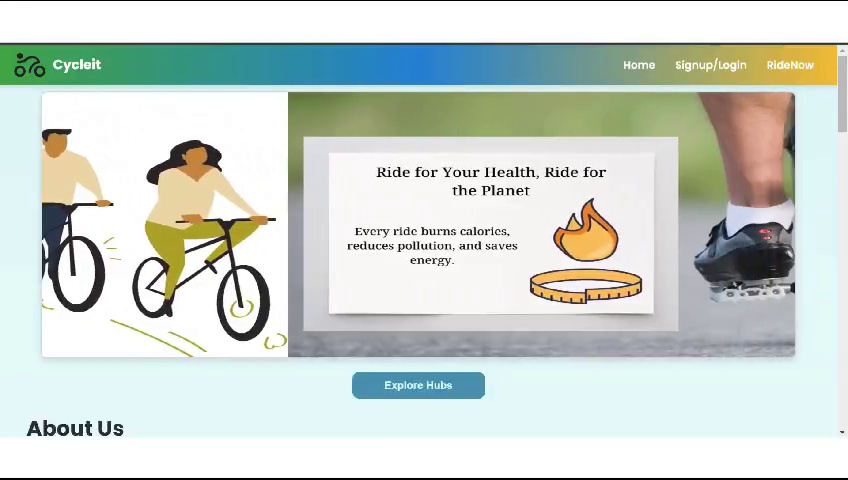 Cycleit
Home Signup/Login RideNow
Ride for Your Health, Ride for
the Planet
Every ride burns calories,
reduces pollution, and saves
energy.
Explore Hubs
About Us